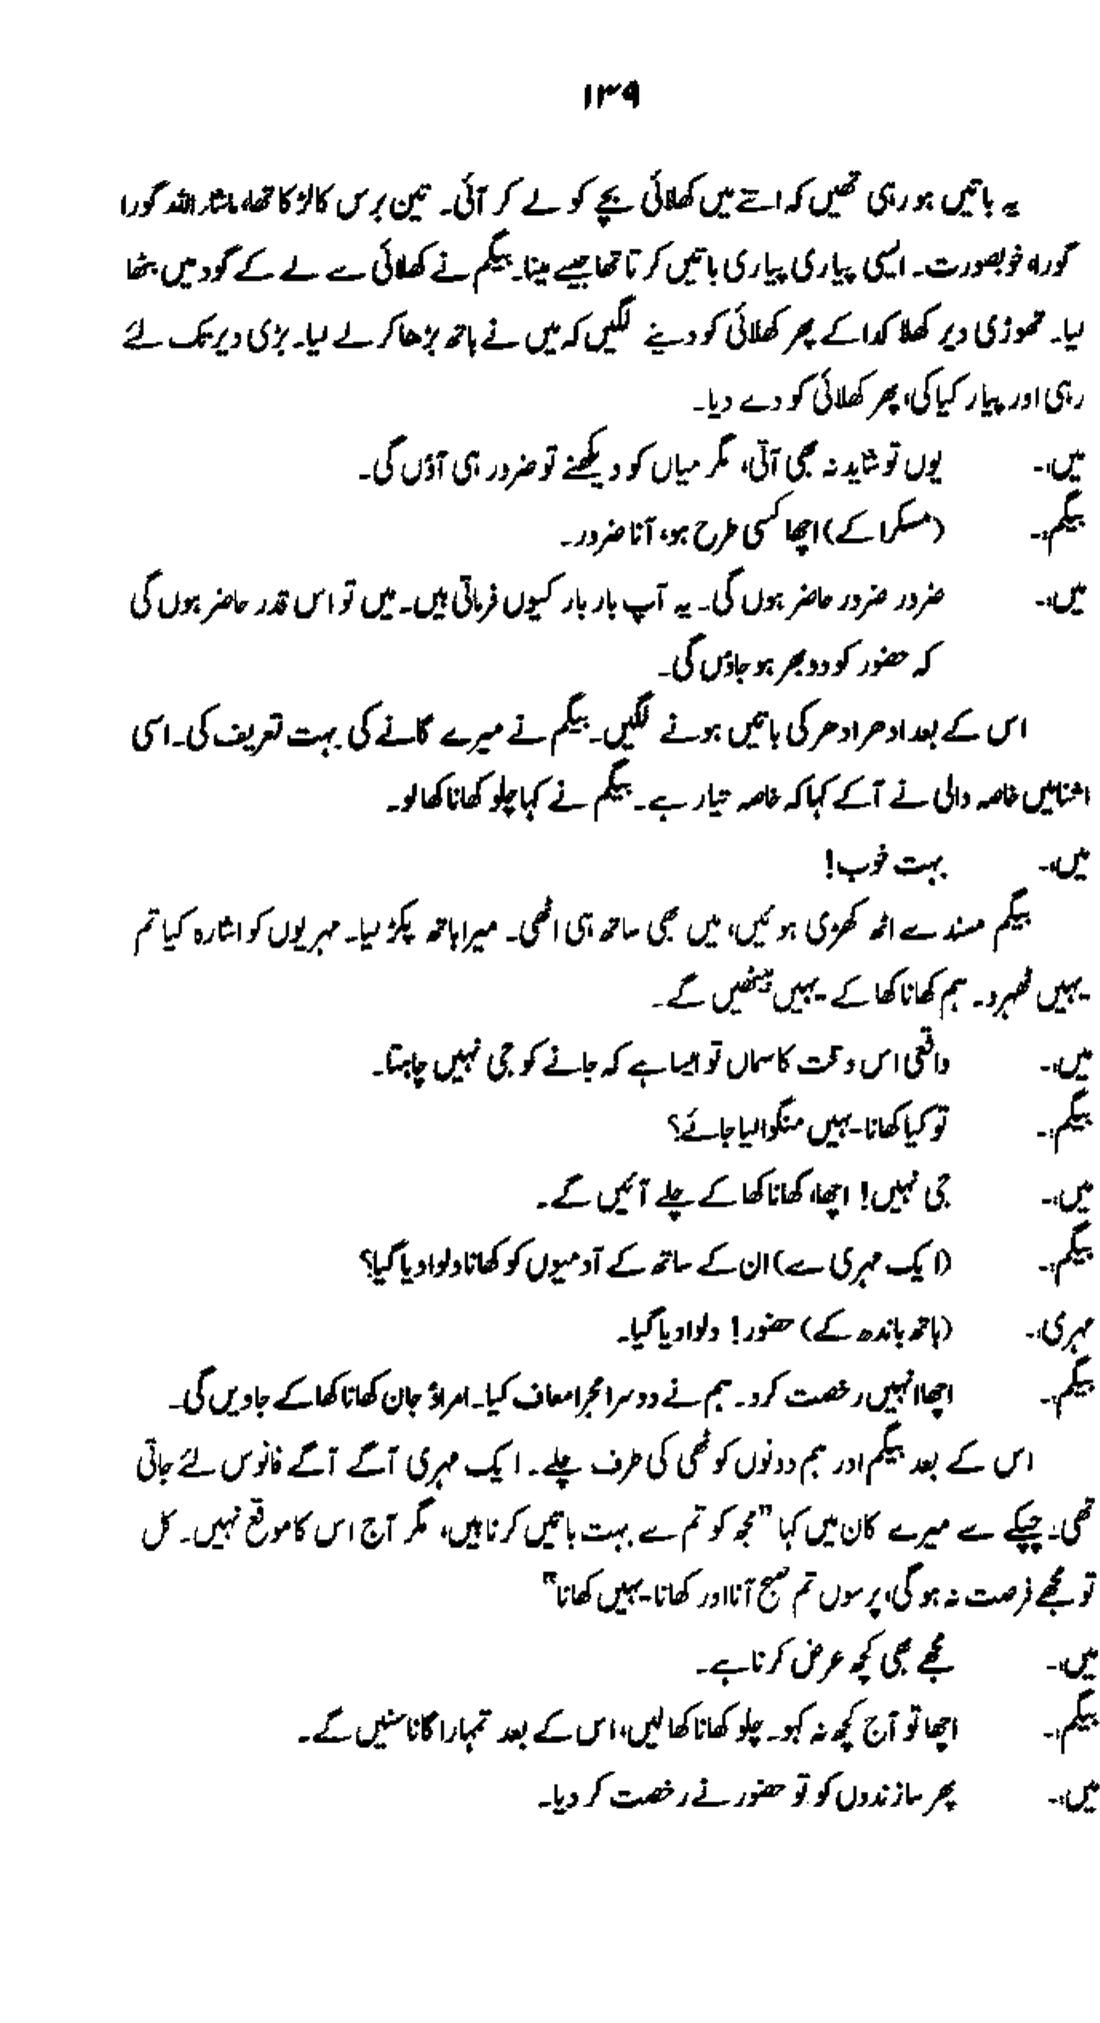 ۱۳۹
یہ باتیں ہو رہی تھیں کہ اتنے میں کھلائی بچے کو لے کر آئی۔ تین برس کا لڑکا تھا، ماشاء اللہ گورا
گورا، خوبصورت۔ ایسی پیاری پیاری باتیں کرتا تھا جیسے مینا۔ بیگم نے کھلائی سے لے کے گود میں بٹھا
لیا۔ تھوڑی دیر کھلا کدا کے پھر کھلائی کو دینے لگیں کہ میں نے ہاتھ بڑھا کر لے لیا۔ بڑی دیر تک لئے
رہی اور پیار کیا کی، پھر کھلائی کو دے دیا۔
میں:۔ یوں تو شاید نہ بھی آتی، مگر میاں کو دیکھنے تو ضرور ہی آؤں گی۔
بیگم:۔ (مسکرا کے) اچھا کسی طرح ہو، آنا ضرور۔
میں:۔ ضرور ضرور حاضر ہوں گی۔ یہ آپ بار بار کیوں فرماتی ہیں۔ میں تو اس قدر حاضر ہوں گی
کہ حضور کو دوبھر ہو جاؤں گی۔
اس کے بعد ادھر ادھر کی باتیں ہونے لگیں۔ بیگم نے میرے گانے کی بہت تعریف کی۔ اسی
اثنا میں خاصہ والی نے آ کے کہا کہ خاصہ تیار ہے۔ بیگم نے کہا چلو کھانا کھا لو۔
میں:۔ بہت خوب!
بیگم مسند سے اٹھ کھڑی ہوئیں، میں بھی ساتھ ہی اٹھی۔ میرا ہاتھ پکڑ لیا۔ مہریوں کو اشارہ کیا تم
یہیں ٹھہرو۔ ہم کھانا کھا کے یہیں بیٹھیں گے۔
میں:۔ واقعی اس وقت کا سماں تو ایسا ہے کہ جانے کو جی نہیں چاہتا۔
بیگم:۔ تو کیا کھانا یہیں منگوا لیا جائے؟
میں:۔ جی نہیں! اچھا، کھانا کھا کے چلے آئیں گے۔
بیگم:۔ (ایک مہری سے) ان کے ساتھ کے آدمیوں کو کھانا دلوا دیا گیا؟
مہری:۔ (ہاتھ باندھ کے) حضور! دلوا دیا گیا۔
بیگم:۔ اچھا انہیں رخصت کرو۔ ہم نے دوسرا مجرا معاف کیا۔ امراؤ جان کھانا کھا کے جاویں گی۔
اس کے بعد بیگم اور ہم دونوں کوٹھی کی طرف چلے۔ ایک مہری آگے آگے فانوس لئے جاتی
تھی۔ چپکے سے میرے کان میں کہا ”مجھ کو تم سے بہت باتیں کرنا ہیں، مگر آج اس کا موقع نہیں۔ کل
تو مجھے فرصت نہ ہو گی، پرسوں تم صبح آنا اور کھانا یہیں کھانا“
میں:۔ مجھے بھی کچھ عرض کرنا ہے۔
بیگم:۔ اچھا تو آج کچھ نہ کہو۔ چلو کھانا کھا لیں، اس کے بعد تمہارا گانا سنیں گے۔
میں:۔ پھر سازندوں کو تو حضور نے رخصت کر دیا۔